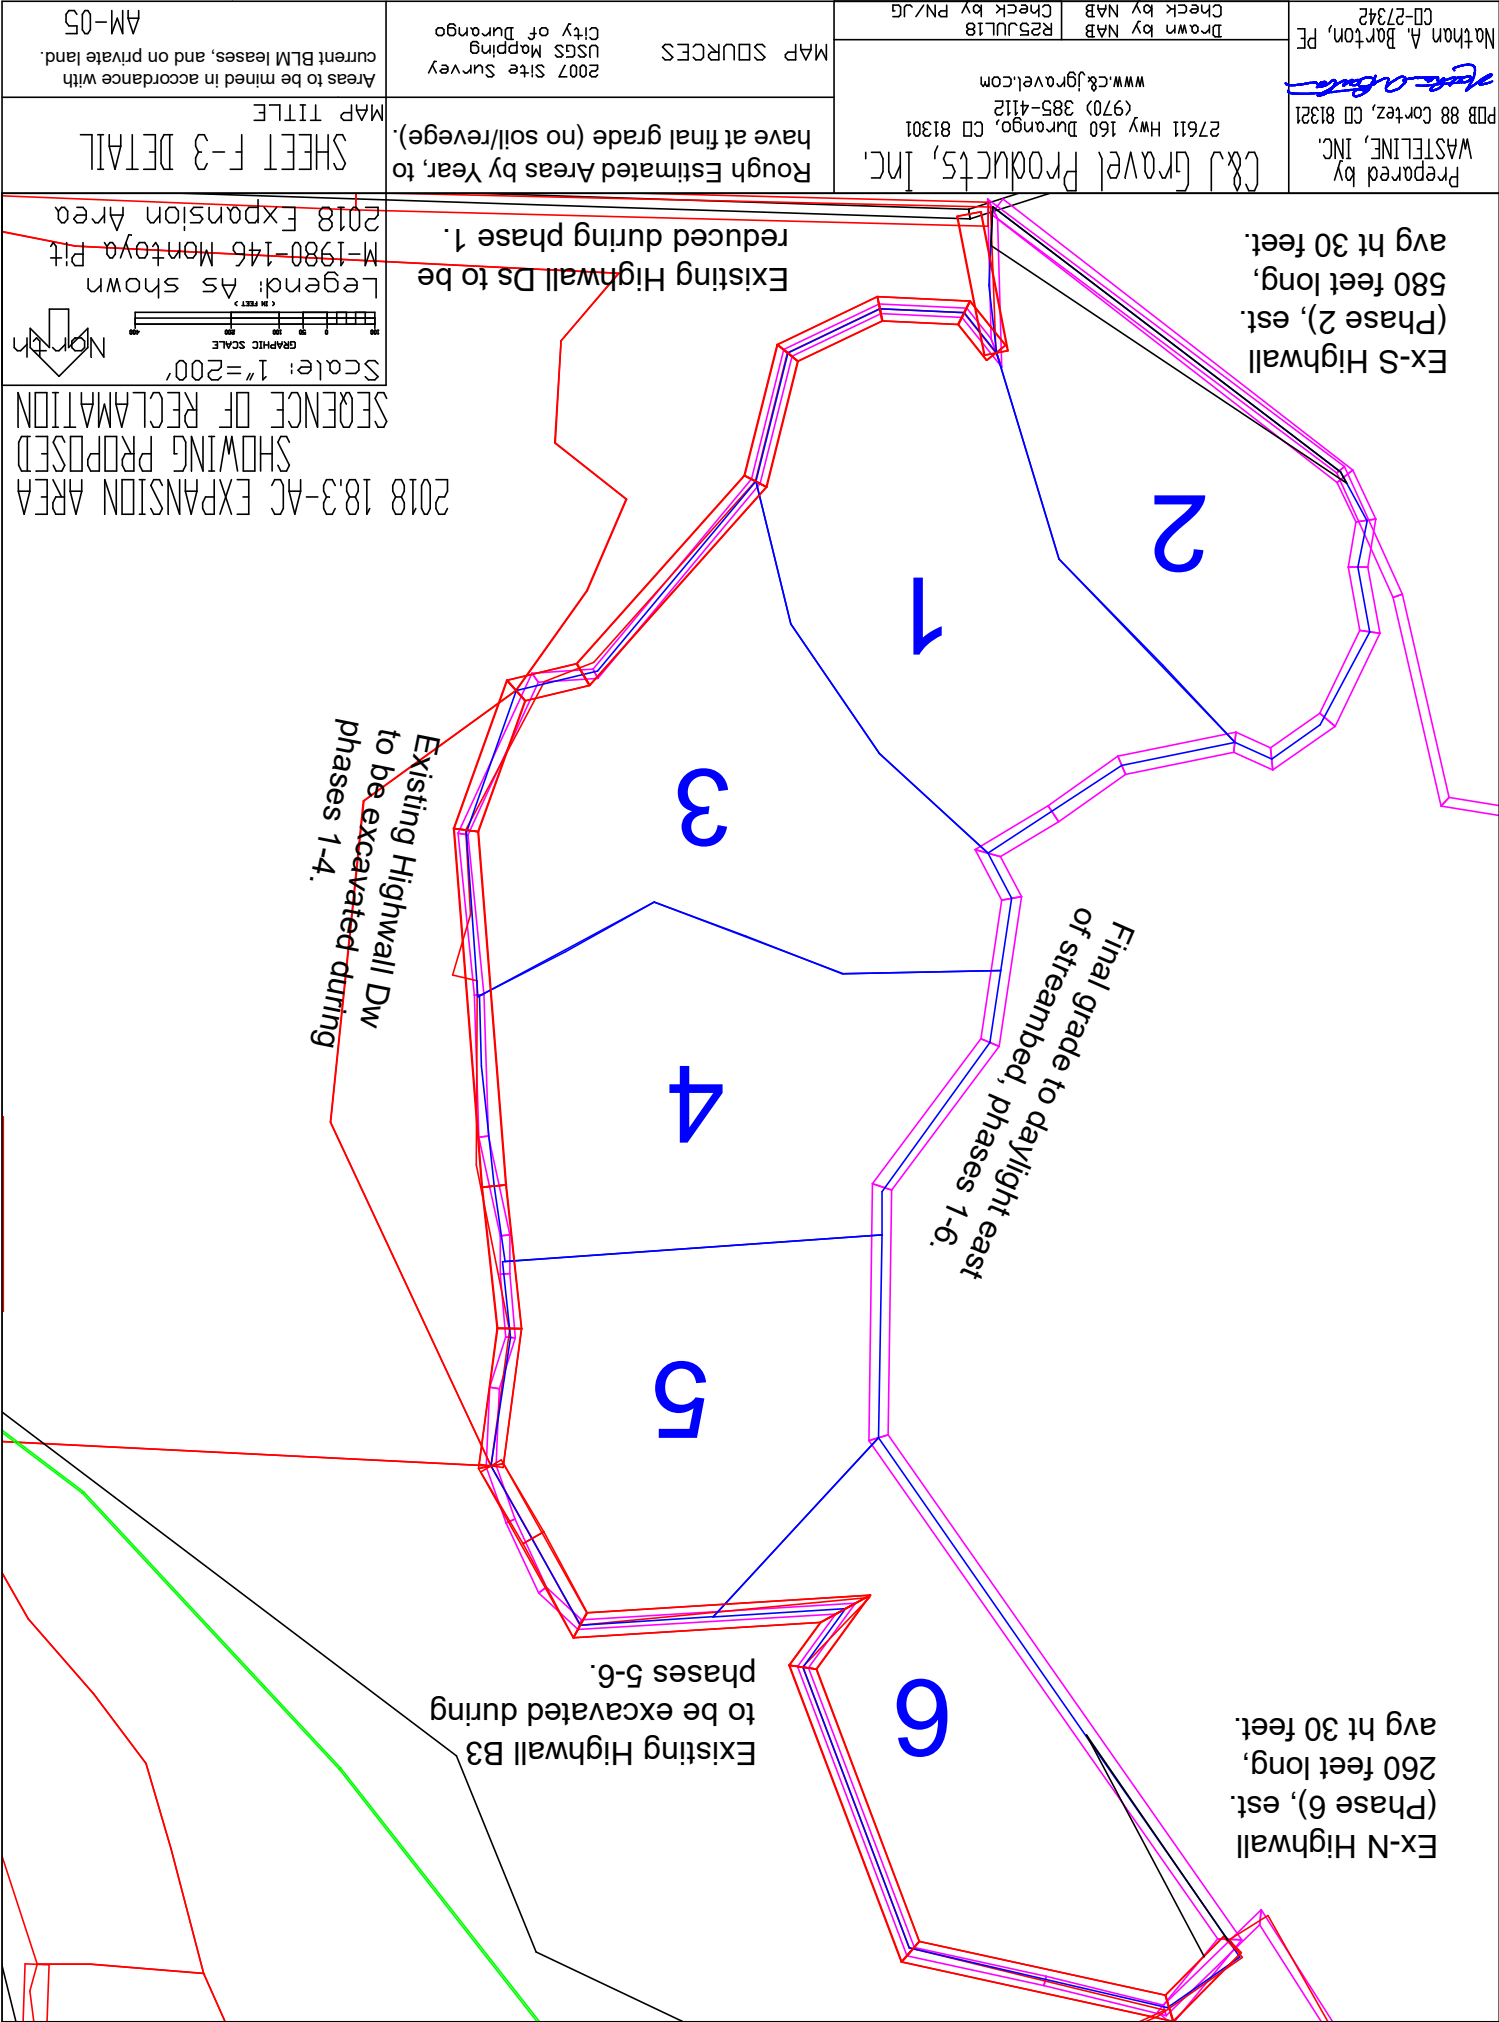 Ex-N Highwall
(Phase 6), est.
260 feet long,
avg ht 30 feet.
6
Existing Highwall B3
to be excavated during
phases 5-6.
5
Final grade to daylight east
of streambed, phases 1-6.
4
Existing Highwall Dw
to be excavated during
phases 1-4.
3
1
2
Ex-S Highwall
(Phase 2), est.
580 feet long,
avg ht 30 feet.
Existing Highwall Ds to be
reduced during phase 1.
2018 18.3-AC EXPANSION AREA
SHOWING PROPOSED
SEQENCE OF RECLAMATION
Scale: 1"=200'
North
GRAPHIC SCALE
( IN FEET )
Legend: As shown
M-1980-146 Montoya Pit
2018 Expansion Area
Prepared by
WASTELINE, INC.
POB 88 Cortez, CO 81321
Nathan A. Barton, PE
CO-27342
C&J Gravel Products, Inc.
27611 Hwy 160 Durango, CO 81301
(970) 385-4112
www.c&jgravel.com
Drawn by NAB
R25JUL18
Check by NAB
Check by PN/JG
Rough Estimated Areas by Year, to
have at final grade (no soil/revege).
MAP SOURCES
2007 Site Survey
USGS Mapping
City of Durango
SHEET F-3 DETAIL
MAP TITLE
Areas to be mined in accordance with
current BLM leases, and on private land.
AM-05